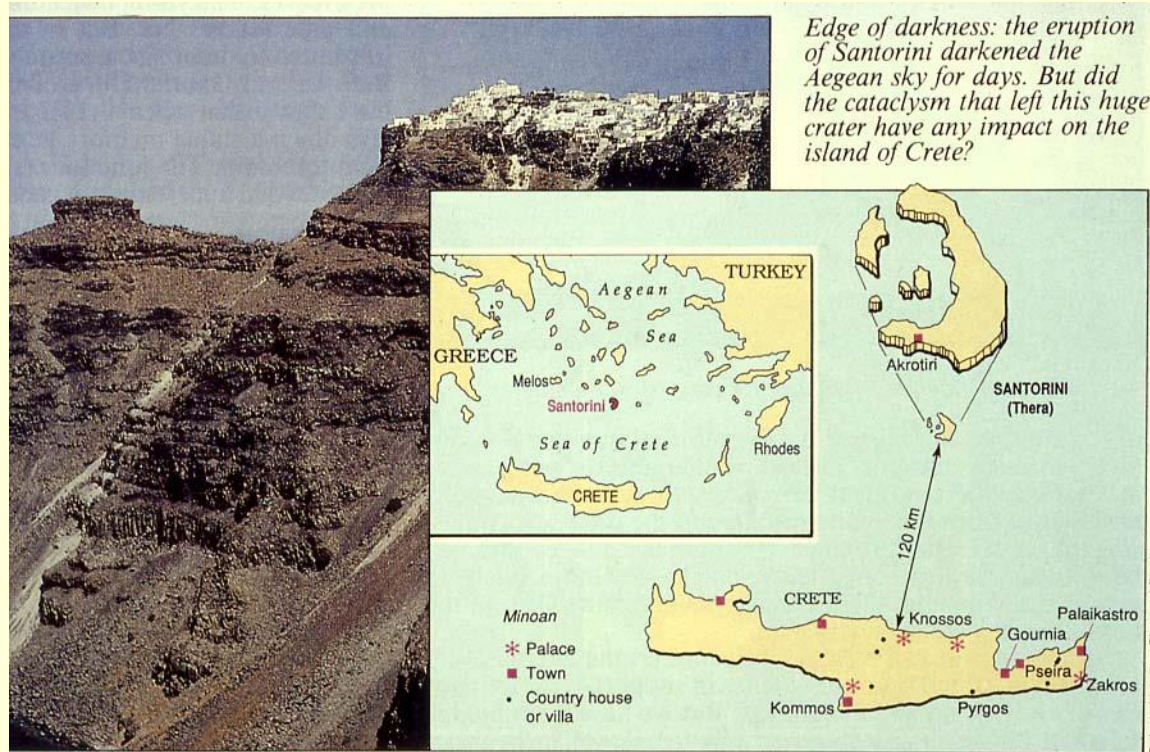 Edge of darkness: the eruption
of Santorini darkened the
Aegean sky for days. But did
the cataclysm that left this huge
crater have any impact on the
island of Crete?
TURKEY
Aegean
Sea
GREECE
Melos
Santorini
Sea of Crete
Rhodes
CRETE
Akrotiri
SANTORINI
(Thera)
120 km
CRETE
Knossos
Palaikastro
Gournia
Pseira
Zakros
Kommos
Pyrgos
Minoan
Palace
Town
Country house
or villa